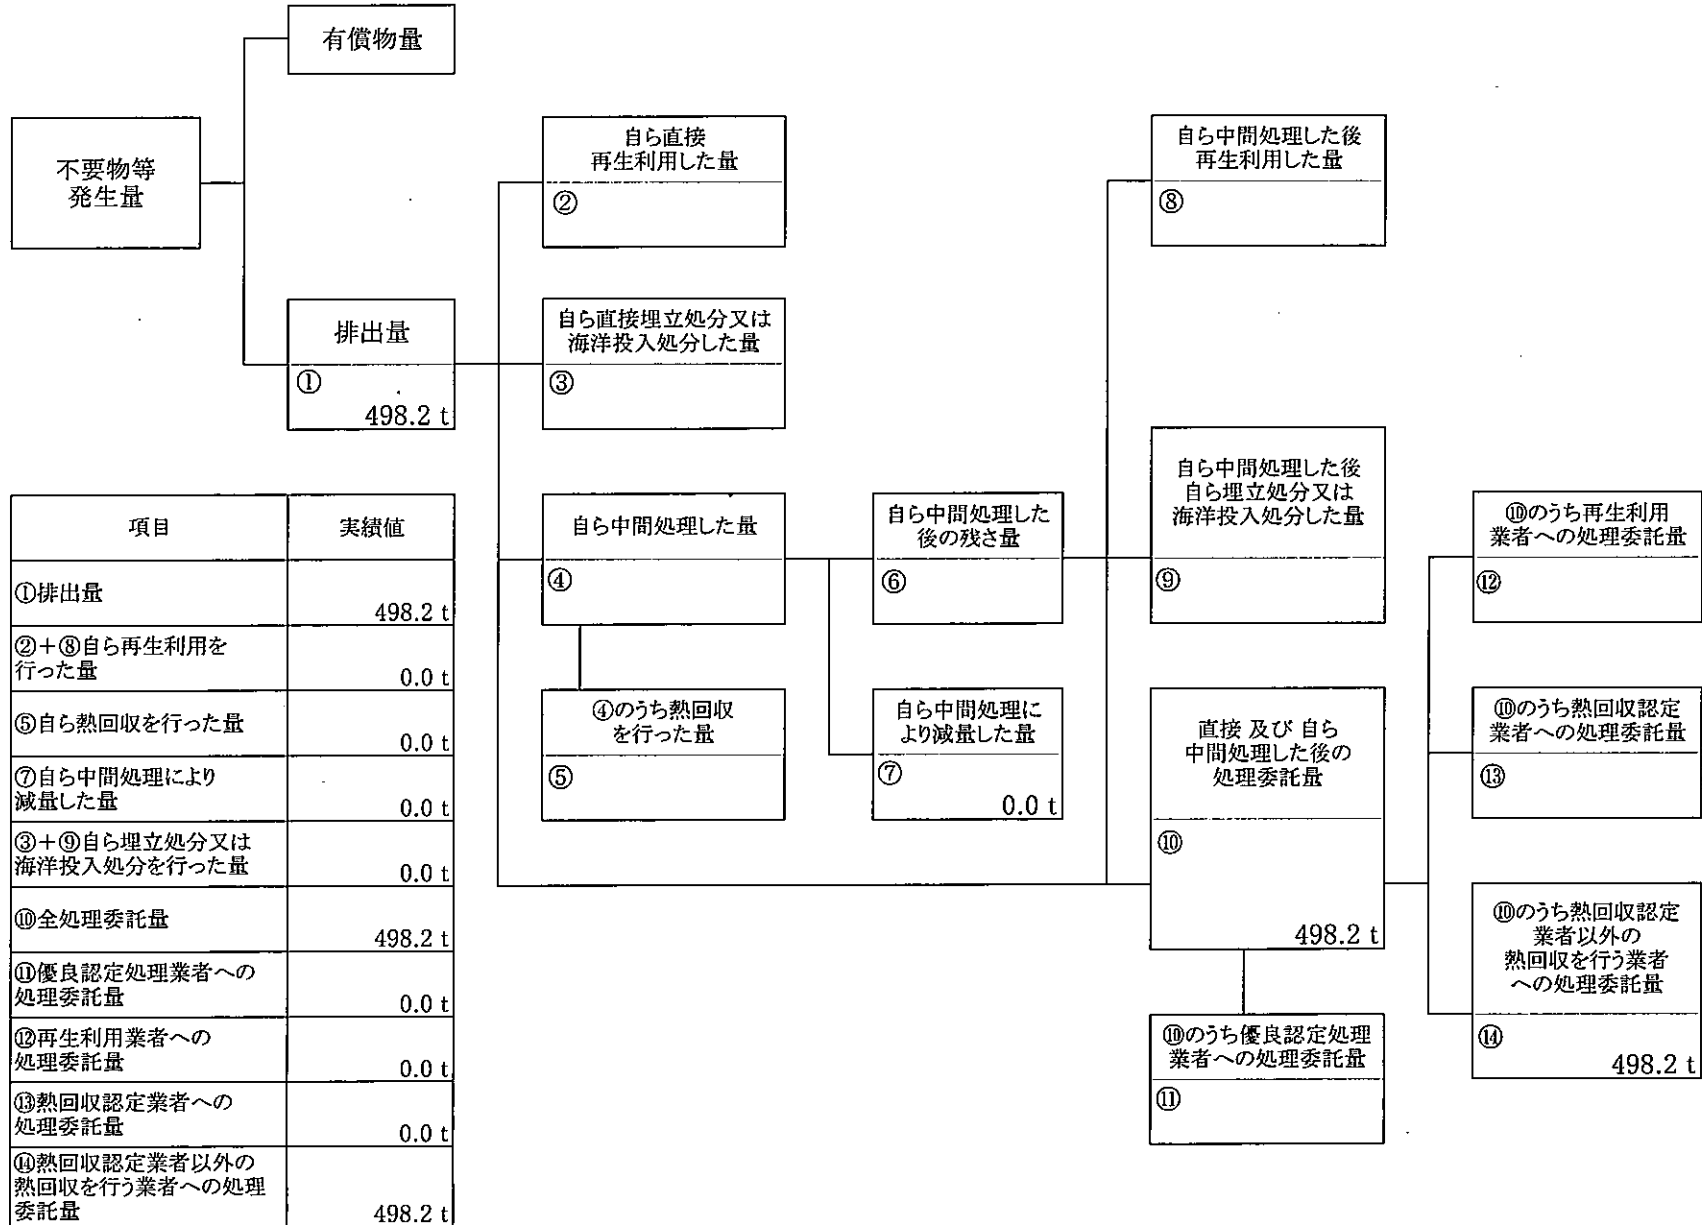 有償物量
不要物等
発生量
自ら直接
再生利用した量
②
自ら中間処理した後
再生利用した量
⑧
排出量
①
498.2 t
自ら直接埋立処分又は
海洋投入処分した量
③
自ら中間処理した量
④
自ら中間処理した
後の残さ量
⑥
自ら中間処理した後
自ら埋立処分又は
海洋投入処分した量
⑨
⑩のうち再生利用
業者への処理委託量
⑫
④のうち熱回収
を行った量
⑤
自ら中間処理に
より減量した量
⑦
0.0 t
直接 及び 自ら
中間処理した後の
処理委託量
⑩
498.2 t
⑩のうち熱回収認定
業者への処理委託量
⑬
⑩のうち熱回収認定
業者以外の
熱回収を行う業者
への処理委託量
⑭
498.2 t
⑩のうち優良認定処理
業者への処理委託量
⑪
項目 実績値
①排出量
498.2 t
②+⑧自ら再生利用を
行った量
0.0 t
⑤自ら熱回収を行った量
0.0 t
⑦自ら中間処理により
減量した量
0.0 t
③+⑨自ら埋立処分又は
海洋投入処分を行った量
0.0 t
⑩全処理委託量
498.2 t
⑪優良認定処理業者への
処理委託量
0.0 t
⑫再生利用業者への
処理委託量
0.0 t
⑬熱回収認定業者への
処理委託量
0.0 t
⑭熱回収認定業者以外の
熱回収を行う業者への処理
委託量
498.2 t